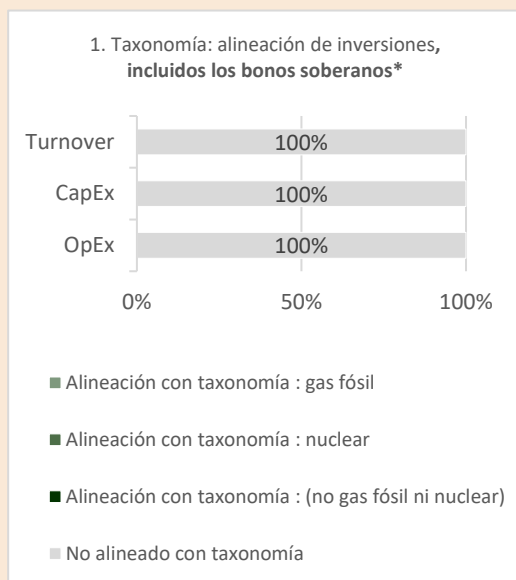 1. Taxonomía: alineación de inversiones,
incluidos los bonos soberanos*
Turnover
100%
CapEx
100%
OpEx
100%
0%
50%
100%
Alineación con taxonomía : gas fósil
Alineación con taxonomía : nuclear
Alineación con taxonomía : (no gas fósil ni nuclear)
No alineado con taxonomía